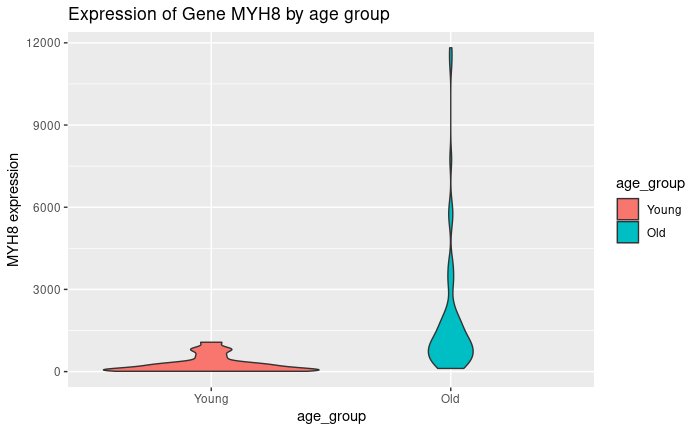 Expression of Gene MYH8 by age group
12000
9000
6000
3000
0
MYH8 expression
Young
Old
age_group
age_group
Young
Old